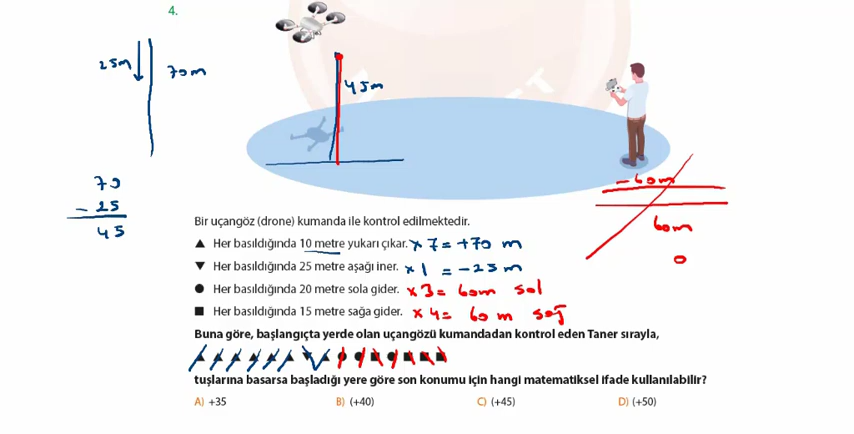 4.
25m
70m
45m
70
- 25
45
- 60m
60m
0
Bir uçangöz (drone) kumanda ile kontrol edilmektedir.
▲ Her basıldığında 10 metre yukarı çıkar. x 7 = +70 m
▼ Her basıldığında 25 metre aşağı iner. x 1 = -25 m
● Her basıldığında 20 metre sola gider. x 3 = 60m sol
■ Her basıldığında 15 metre sağa gider. x 4 = 60 m sağ
Buna göre, başlangıçta yerde olan uçangözü kumandadan kontrol eden Taner sırayla,
▲ ▲ ▲ ▲ ▲ ▲ ▼ ▲ ● ● ■ ● ■ ■ ■
tuşlarına basarsa başladığı yere göre son konumu için hangi matematiksel ifade kullanılabilir?
A) +35 B) (+40) C) (+45) D) (+50)